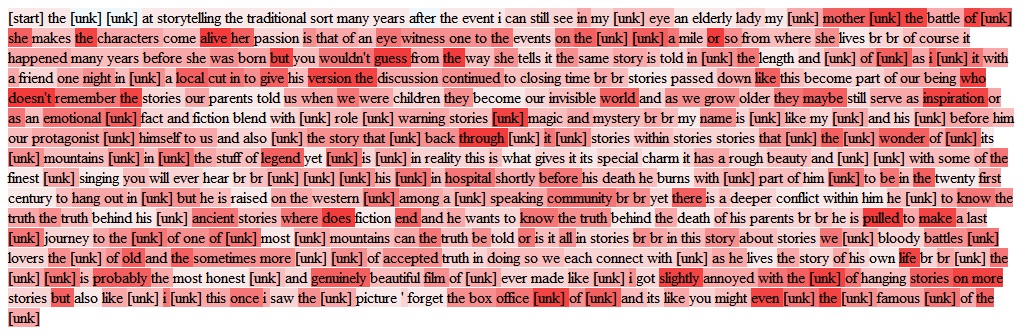 [start] the [unk] [unk] at storytelling the traditional sort many years after the event i can still see in my [unk] eye an elderly lady my [unk] mother [unk] the battle of [unk]
she makes the characters come alive her passion is that of an eye witness one to the events on the [unk] [unk] a mile or so from where she lives br br of course it
happened many years before she was born but you wouldn't guess from the way she tells it the same story is told in [unk] the length and [unk] of [unk] as i [unk] it with
a friend one night in [unk] a local cut in to give his version the discussion continued to closing time br br stories passed down like this become part of our being who
doesn't remember the stories our parents told us when we were children they become our invisible world and as we grow older they maybe still serve as inspiration or
as an emotional [unk] fact and fiction blend with [unk] role [unk] warning stories [unk] magic and mystery br br my name is [unk] like my [unk] and his [unk] before him
our protagonist [unk] himself to us and also [unk] the story that [unk] back through [unk] it [unk] stories within stories stories that [unk] the [unk] wonder of [unk] its
[unk] mountains [unk] in [unk] the stuff of legend yet [unk] is [unk] in reality this is what gives it its special charm it has a rough beauty and [unk] [unk] with some of the
finest [unk] singing you will ever hear br br [unk] [unk] [unk] his [unk] in hospital shortly before his death he burns with [unk] part of him [unk] to be in the twenty first
century to hang out in [unk] but he is raised on the western [unk] among a [unk] speaking community br br yet there is a deeper conflict within him he [unk] to know the
truth the truth behind his [unk] ancient stories where does fiction end and he wants to know the truth behind the death of his parents br br he is pulled to make a last
[unk] journey to the [unk] of one of [unk] most [unk] mountains can the truth be told or is it all in stories br br in this story about stories we [unk] bloody battles [unk]
lovers the [unk] of old and the sometimes more [unk] [unk] of accepted truth in doing so we each connect with [unk] as he lives the story of his own life br br [unk] the
[unk] [unk] is probably the most honest [unk] and genuinely beautiful film of [unk] ever made like [unk] i got slightly annoyed with the [unk] of hanging stories on more
stories but also like [unk] i [unk] this once i saw the [unk] picture ' forget the box office [unk] of [unk] and its like you might even [unk] the [unk] famous [unk] of the
[unk]